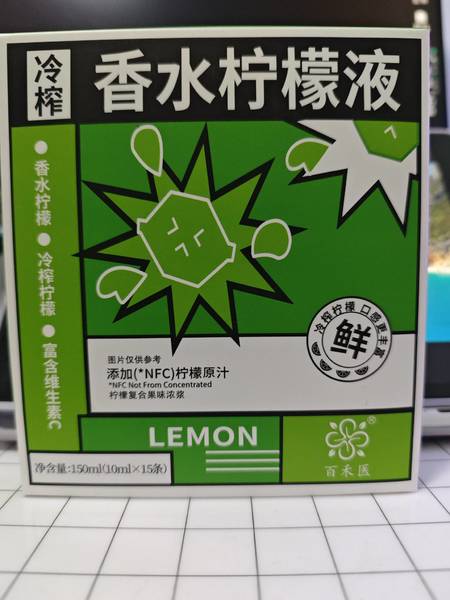 冷榨
香水柠檬液
香水柠檬
冷榨柠檬
富含维生素C
冷榨柠檬 口感更丰富
鲜
图片仅供参考
添加(*NFC)柠檬原汁
*NFC Not From Concentrated
柠檬复合果味浓浆
LEMON
净含量:150ml(10ml×15条)
®
百禾医